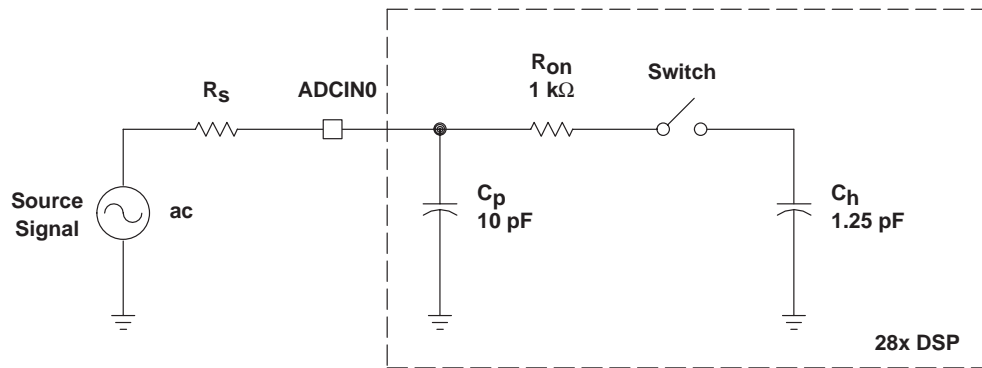 Rs
ADCIN0
Ron
1 kΩ
Switch
Source
Signal
ac
Cp
10 pF
Ch
1.25 pF
28x DSP